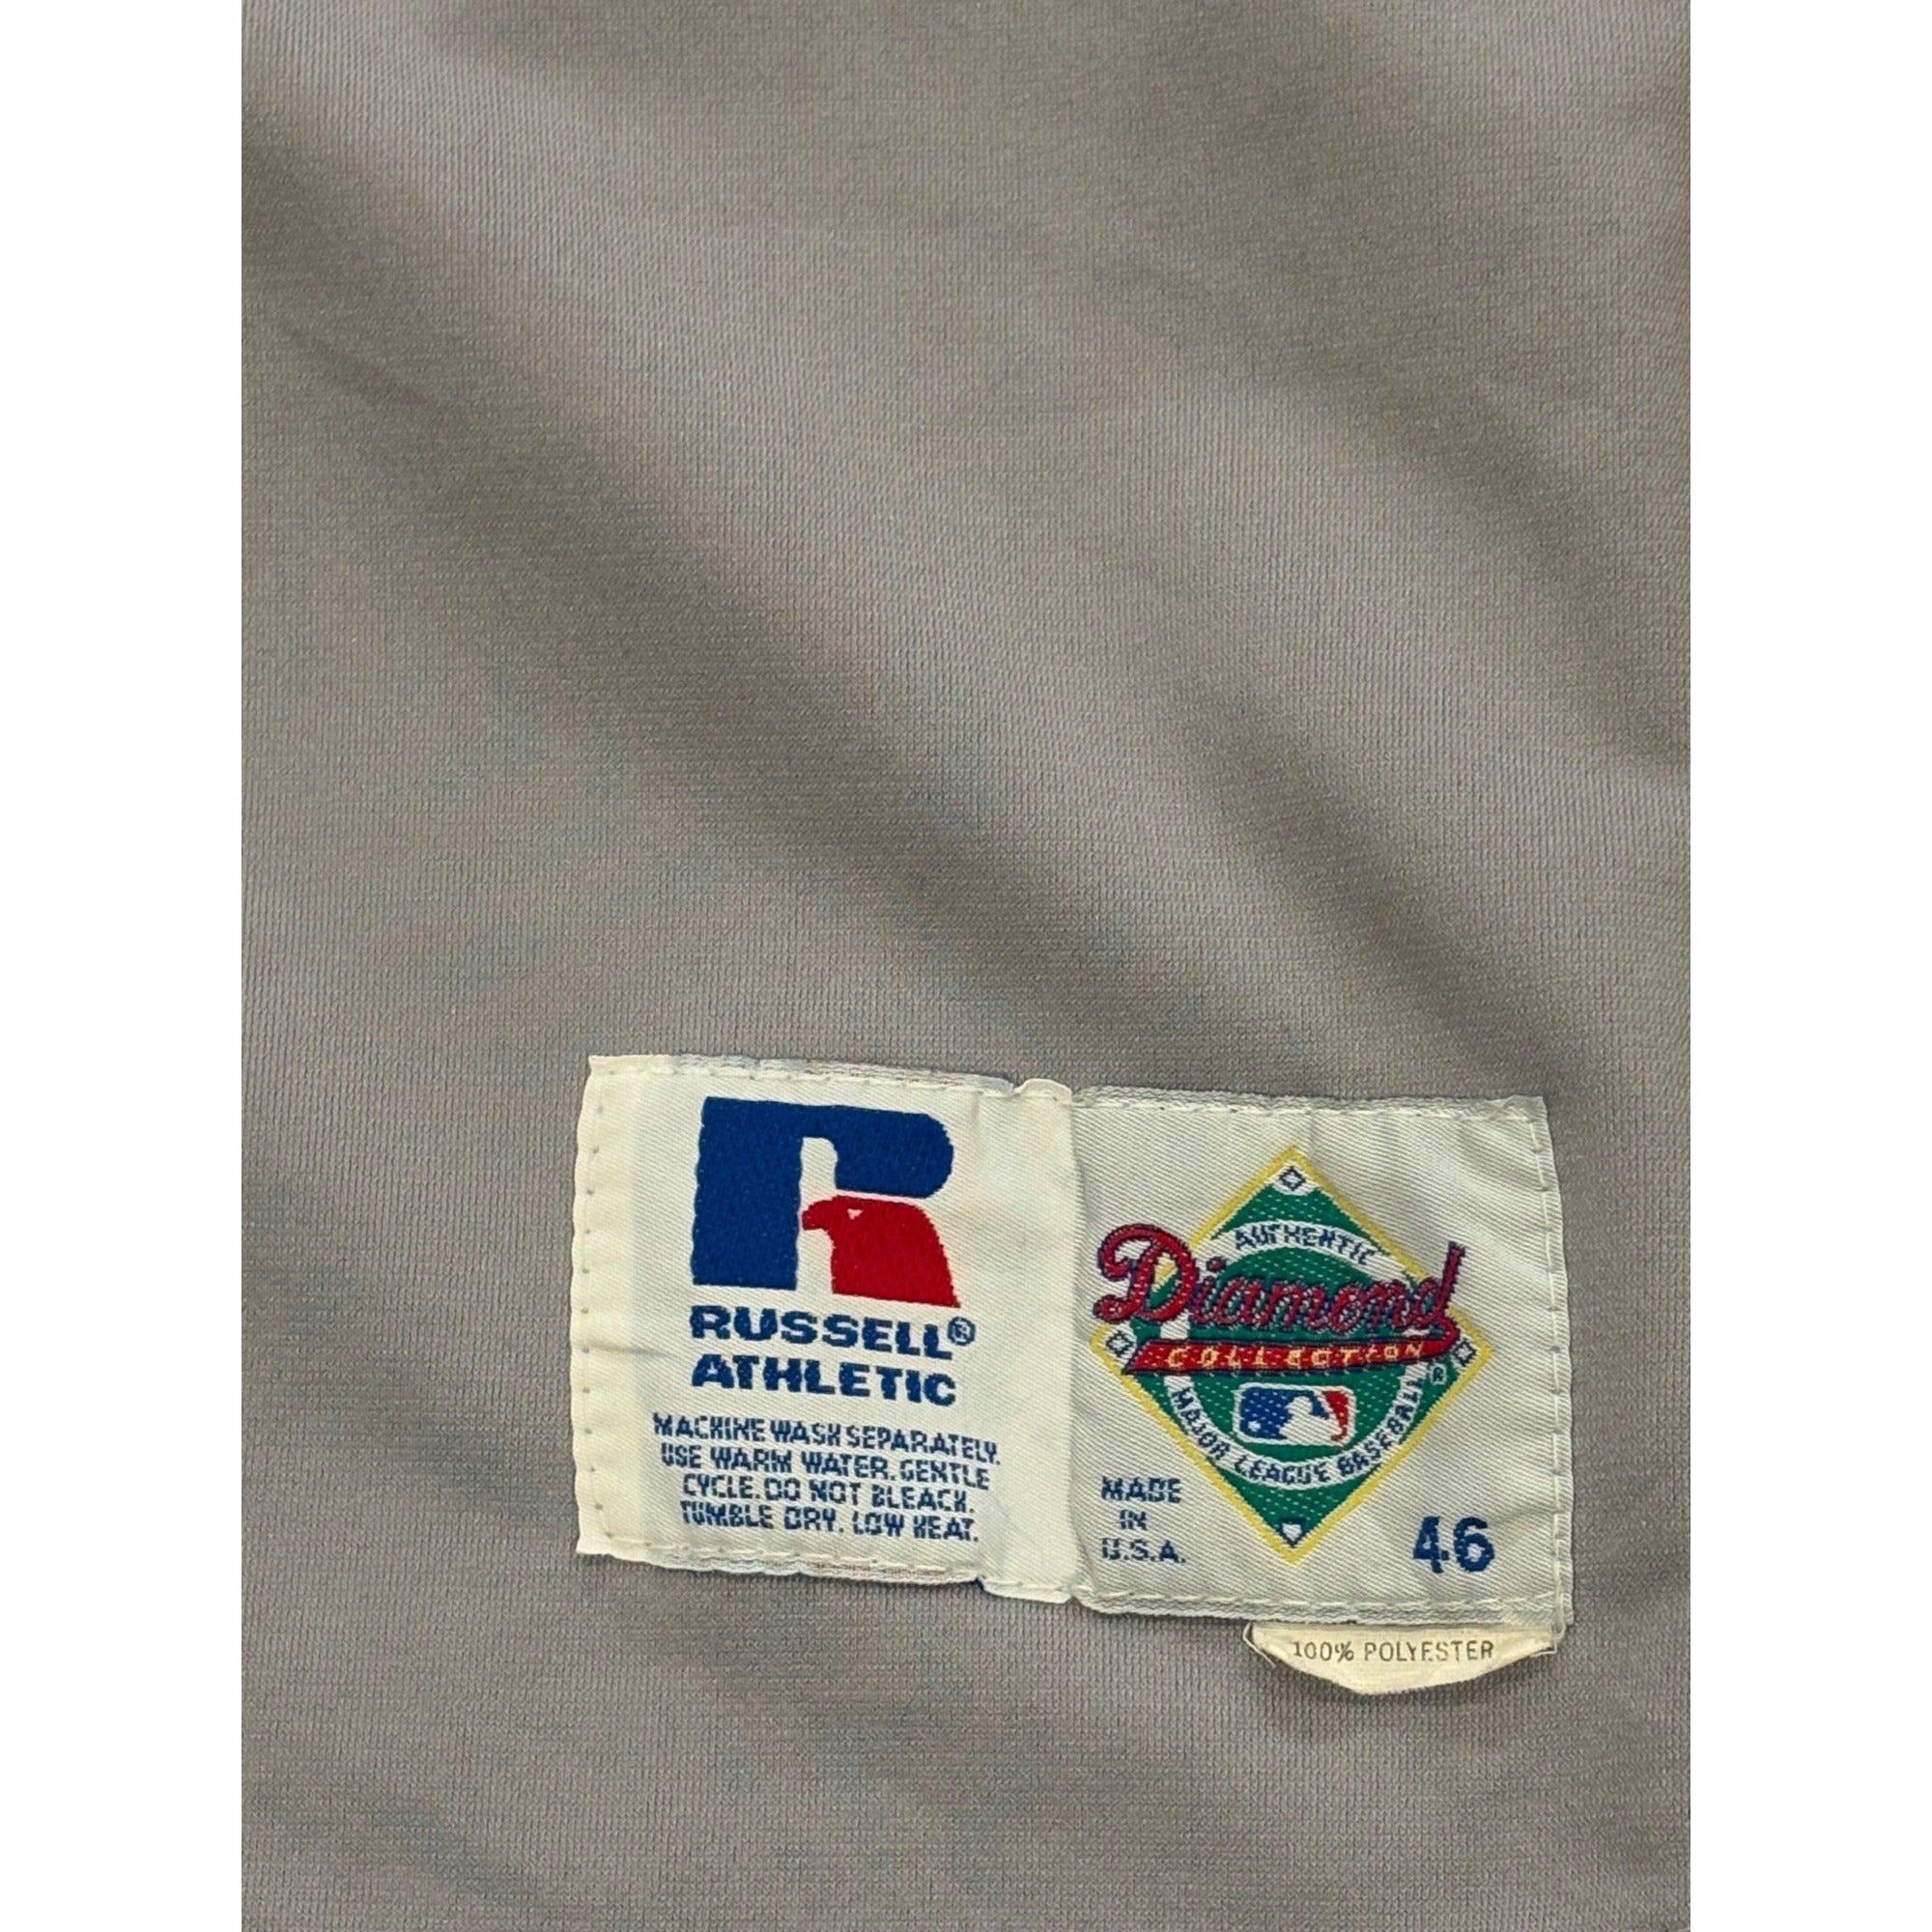 RUSSELL®
ATHLETIC
MACHINE WASH SEPARATELY.
USE WARM WATER. GENTLE
CYCLE. DO NOT BLEACH.
TUMBLE DRY. LOW HEAT.
AUTHENTIC
Diamond
COLLECTION
®
MAJOR LEAGUE BASEBALL
MADE
IN
U.S.A.
46
100% POLYESTER